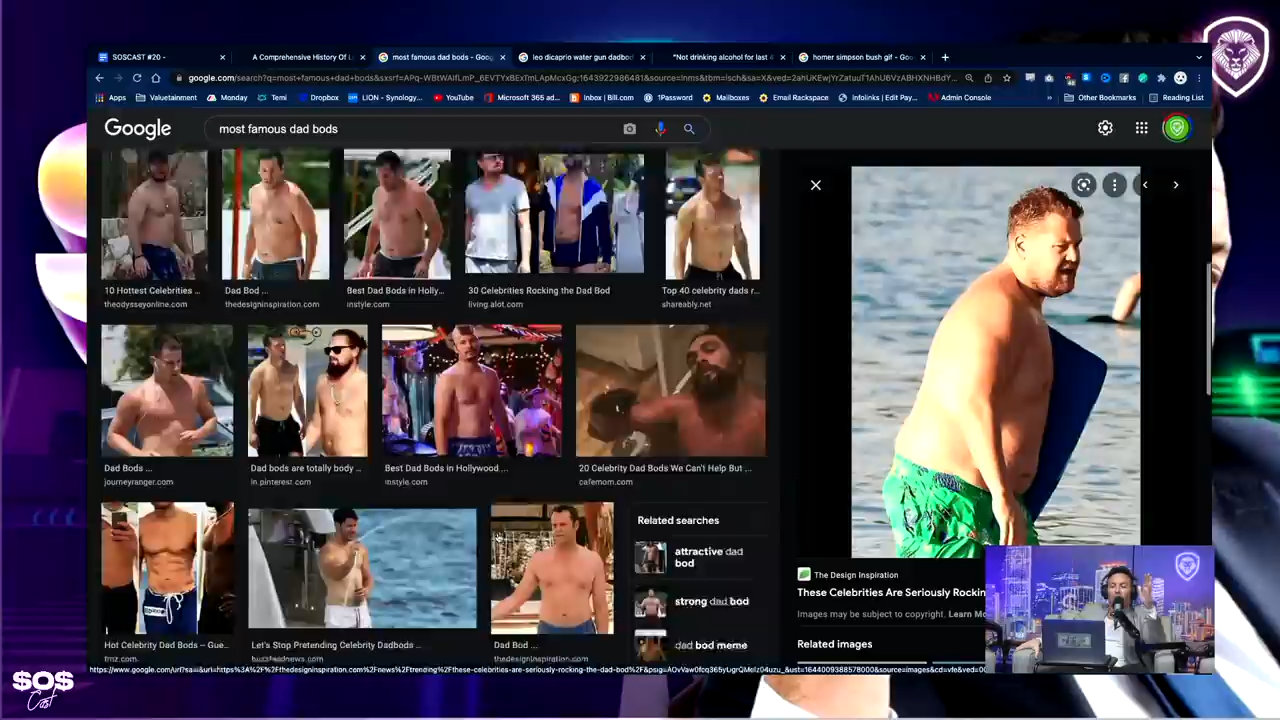 SOSCAST #20 -
A Comprehensive History Of
most famous dad bods - Goo
leo dicaprio water gun dadbo
"Not drinking alcohol for last
homer simpson bush gif - Go
Apps
Valuetainment
Monday
Temi
Dropbox
LION - Synology...
YouTube
Microsoft 365 ad...
Inbox | Bill.com
1Password
Mailboxes
Email Rackspace
Infolinks | Edit Pay...
Admin Console
»
Other Bookmarks
Reading List
Google
most famous dad bods
10 Hottest Celebrities ...
theodysseyonline.com
Dad Bod ...
thedesigninspiration.com
Best Dad Bods in Holly...
instyle.com
30 Celebrities Rocking the Dad Bod
living.alot.com
Top 40 celebrity dads r...
shareably.net
Dad Bods ...
journeyranger.com
Dad bods are totally body ...
in.pinterest.com
Best Dad Bods in Hollywood ...
instyle.com
20 Celebrity Dad Bods We Can't Help But ...
cafemom.com
Hot Celebrity Dad Bods – Gue...
tmz.com
Let's Stop Pretending Celebrity Dadbods ...
buzzfeednews.com
Dad Bod ...
thedesigninspiration.com
Related searches
attractive dad
bod
strong dad bod
dad bod meme
The Design Inspiration
These Celebrities Are Seriously Rockin
Images may be subject to copyright. Learn Mo
Related images
SOS
Cast